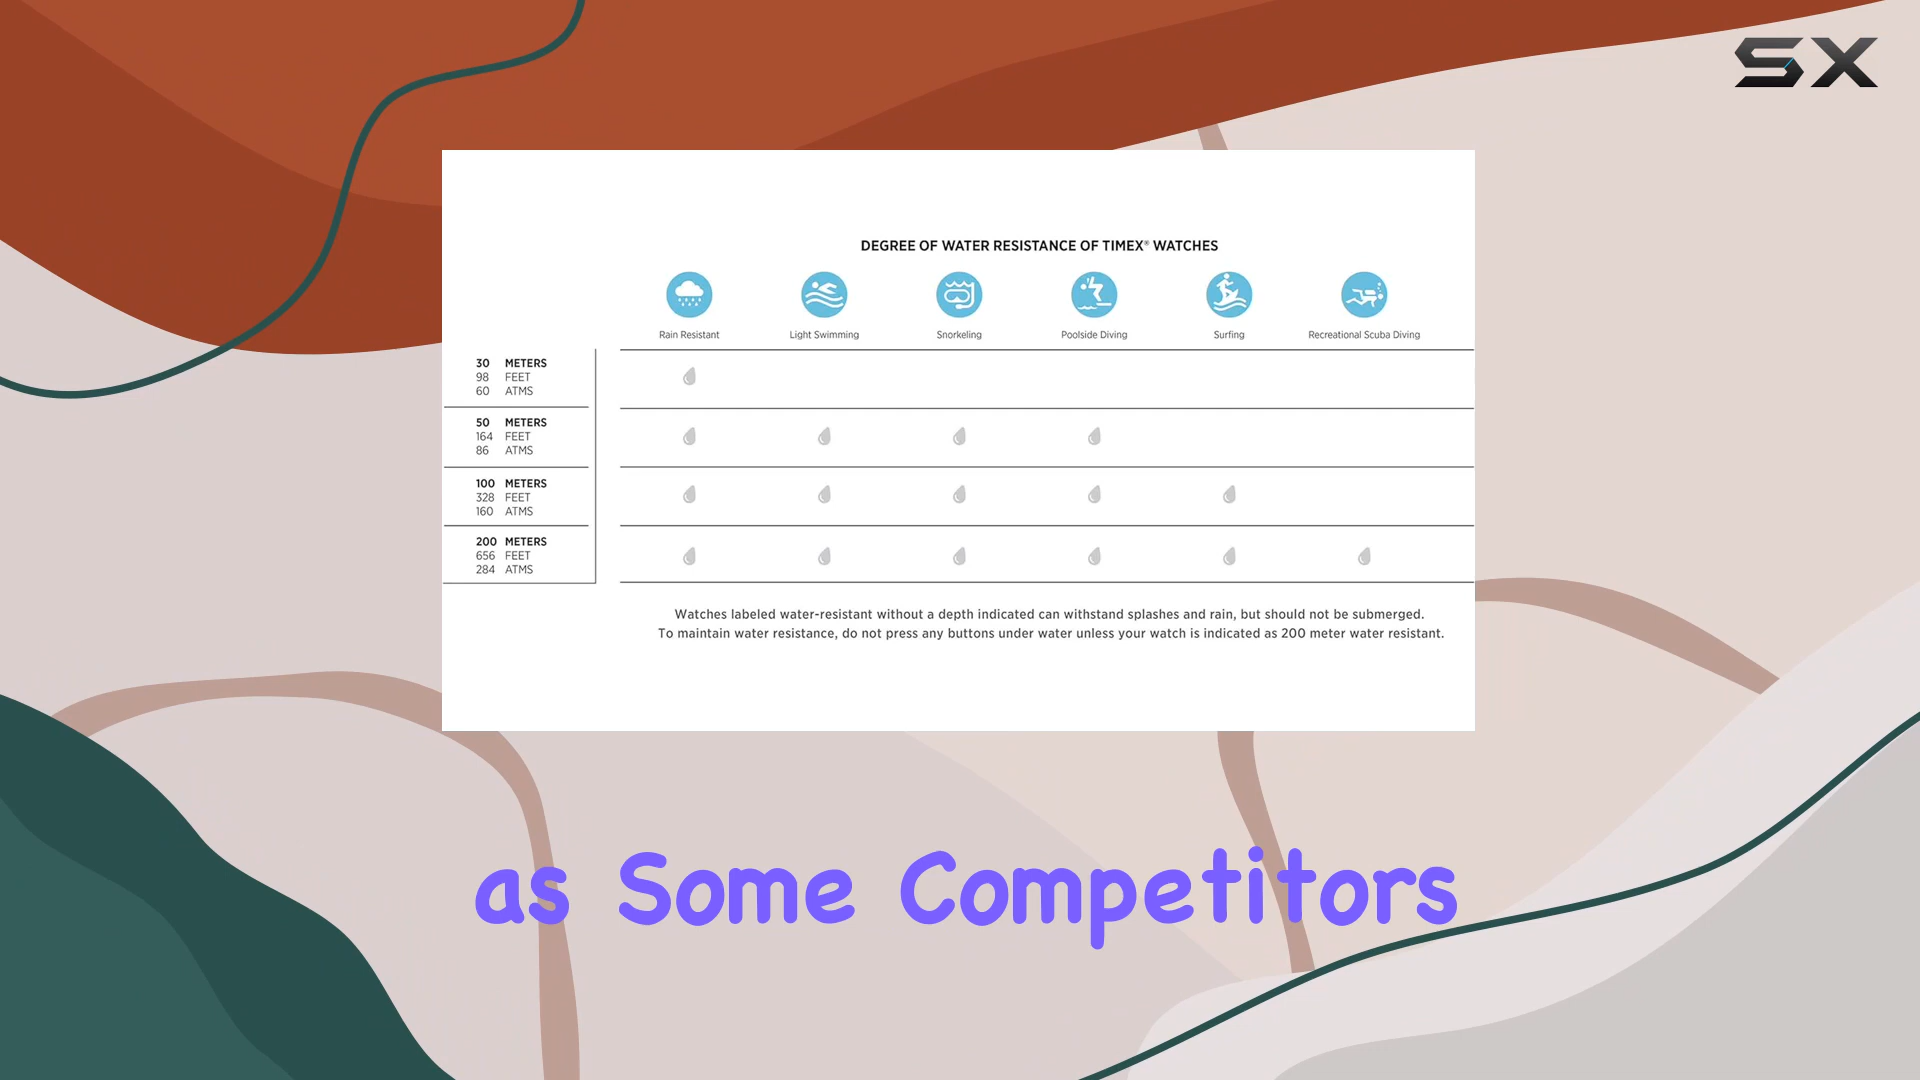 SX
DEGREE OF WATER RESISTANCE OF TIMEX® WATCHES
Rain Resistant Light Swimming Snorkeling Poolside Diving Surfing Recreational Scuba Diving
30 METERS
98 FEET
60 ATMS
50 METERS
164 FEET
86 ATMS
100 METERS
328 FEET
160 ATMS
200 METERS
656 FEET
284 ATMS
Watches labeled water-resistant without a depth indicated can withstand splashes and rain, but should not be submerged.
To maintain water resistance, do not press any buttons under water unless your watch is indicated as 200 meter water resistant.
as Some Competitors